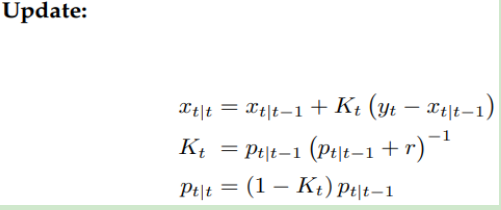 Update:
x_{t|t} = x_{t|t−1} + K_t (y_t − x_{t|t−1})
K_t = p_{t|t−1} (p_{t|t−1} + r)^{−1}
p_{t|t} = (1 − K_t) p_{t|t−1}